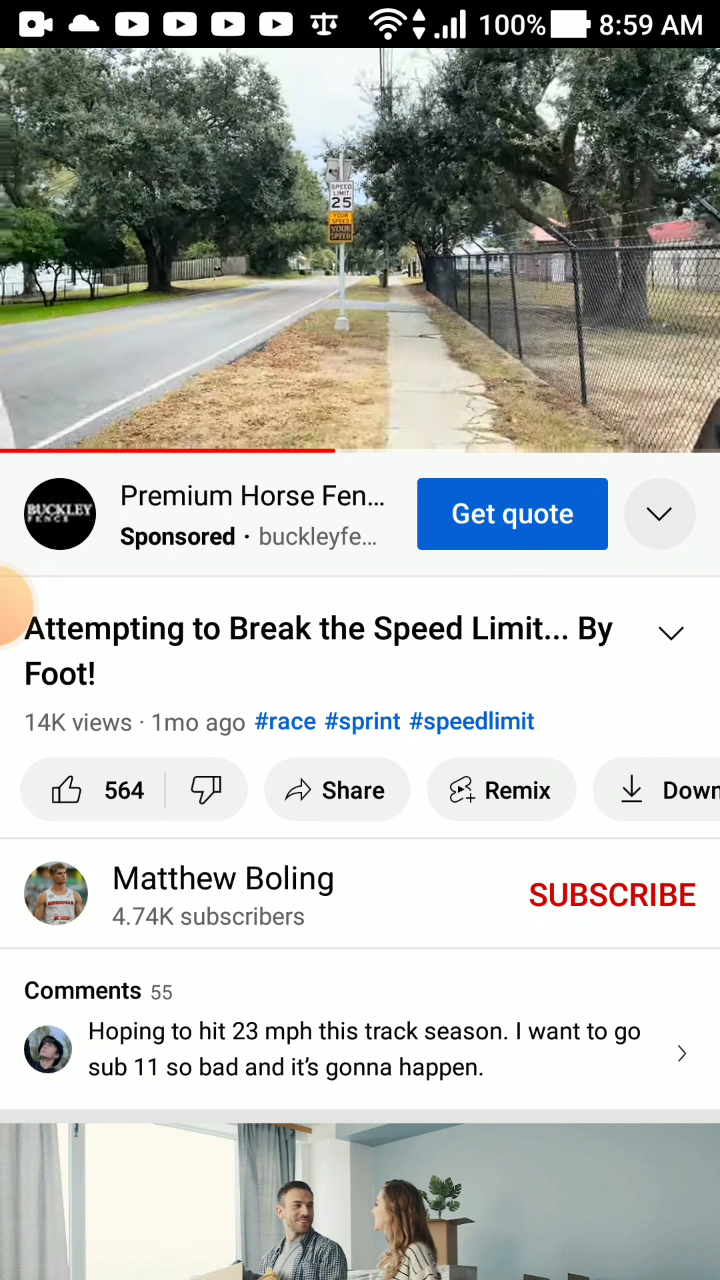 100% 8:59 AM
SPEED
LIMIT
25
YOUR
SPEED
YOUR
SPEED
BUCKLEY
FENCE
Premium Horse Fen...
Sponsored · buckleyfe...
Get quote
Attempting to Break the Speed Limit... By
Foot!
14K views · 1mo ago #race #sprint #speedlimit
564 Share Remix Down
Matthew Boling
4.74K subscribers
SUBSCRIBE
Comments 55
Hoping to hit 23 mph this track season. I want to go
sub 11 so bad and it's gonna happen.